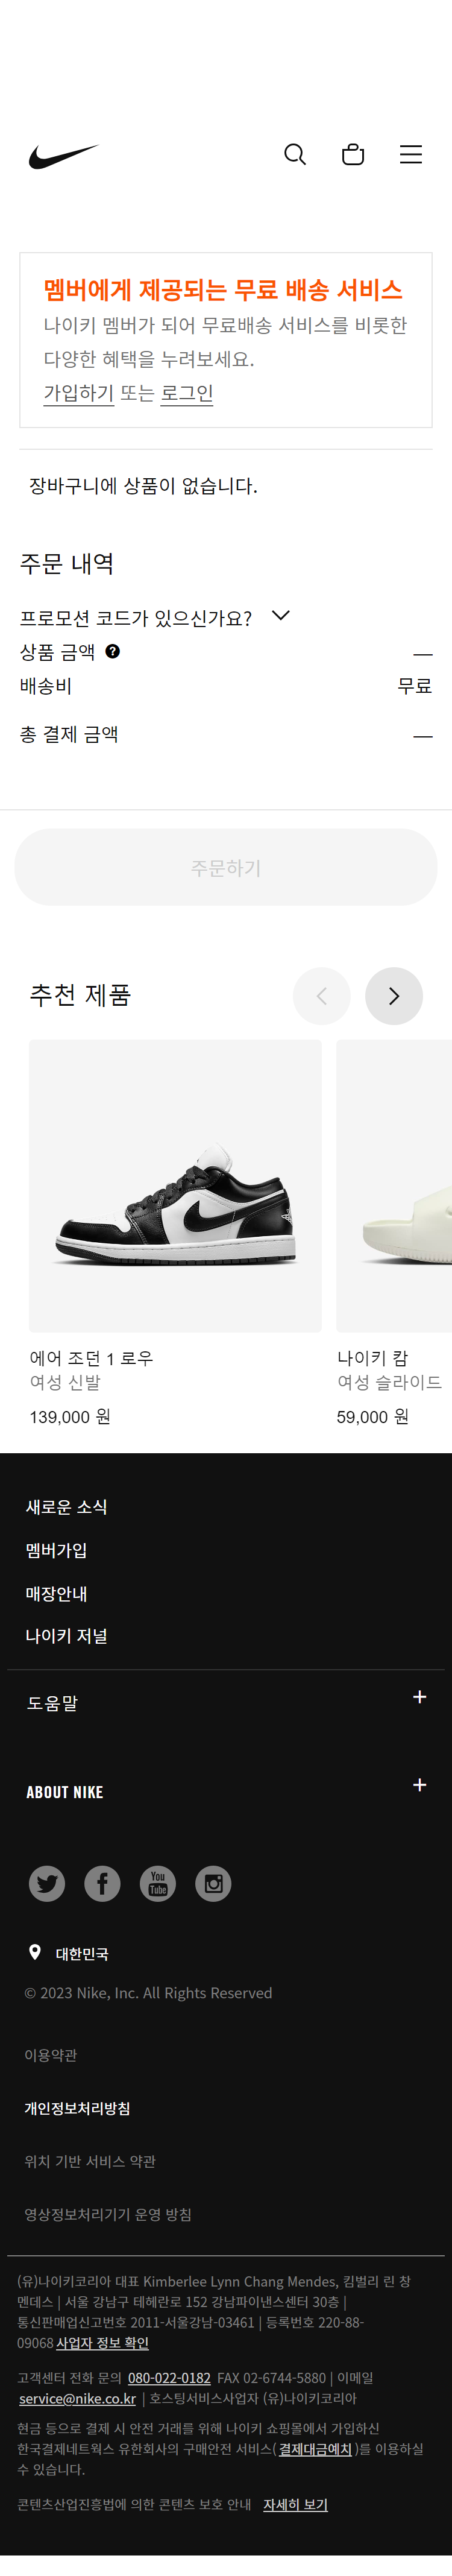 멤버에게 제공되는 무료 배송 서비스
나이키 멤버가 되어 무료배송 서비스를 비롯한
다양한 혜택을 누려보세요.
가입하기 또는 로그인
장바구니에 상품이 없습니다.
주문 내역
프로모션 코드가 있으신가요?
상품 금액 ?
—
배송비
무료
총 결제 금액
—
주문하기
추천 제품
에어 조던 1 로우
여성 신발
139,000 원
나이키 캄
여성 슬라이드
59,000 원
새로운 소식
멤버가입
매장안내
나이키 저널
도움말
+
ABOUT NIKE
+
You
Tube
대한민국
© 2023 Nike, Inc. All Rights Reserved
이용약관
개인정보처리방침
위치 기반 서비스 약관
영상정보처리기기 운영 방침
(유)나이키코리아 대표 Kimberlee Lynn Chang Mendes, 킴벌리 린 창
멘데스 | 서울 강남구 테헤란로 152 강남파이낸스센터 30층 |
통신판매업신고번호 2011-서울강남-03461 | 등록번호 220-88-
09068 사업자 정보 확인
고객센터 전화 문의 080-022-0182 FAX 02-6744-5880 | 이메일
service@nike.co.kr | 호스팅서비스사업자 (유)나이키코리아
현금 등으로 결제 시 안전 거래를 위해 나이키 쇼핑몰에서 가입하신
한국결제네트웍스 유한회사의 구매안전 서비스( 결제대금예치 )를 이용하실
수 있습니다.
콘텐츠산업진흥법에 의한 콘텐츠 보호 안내 자세히 보기